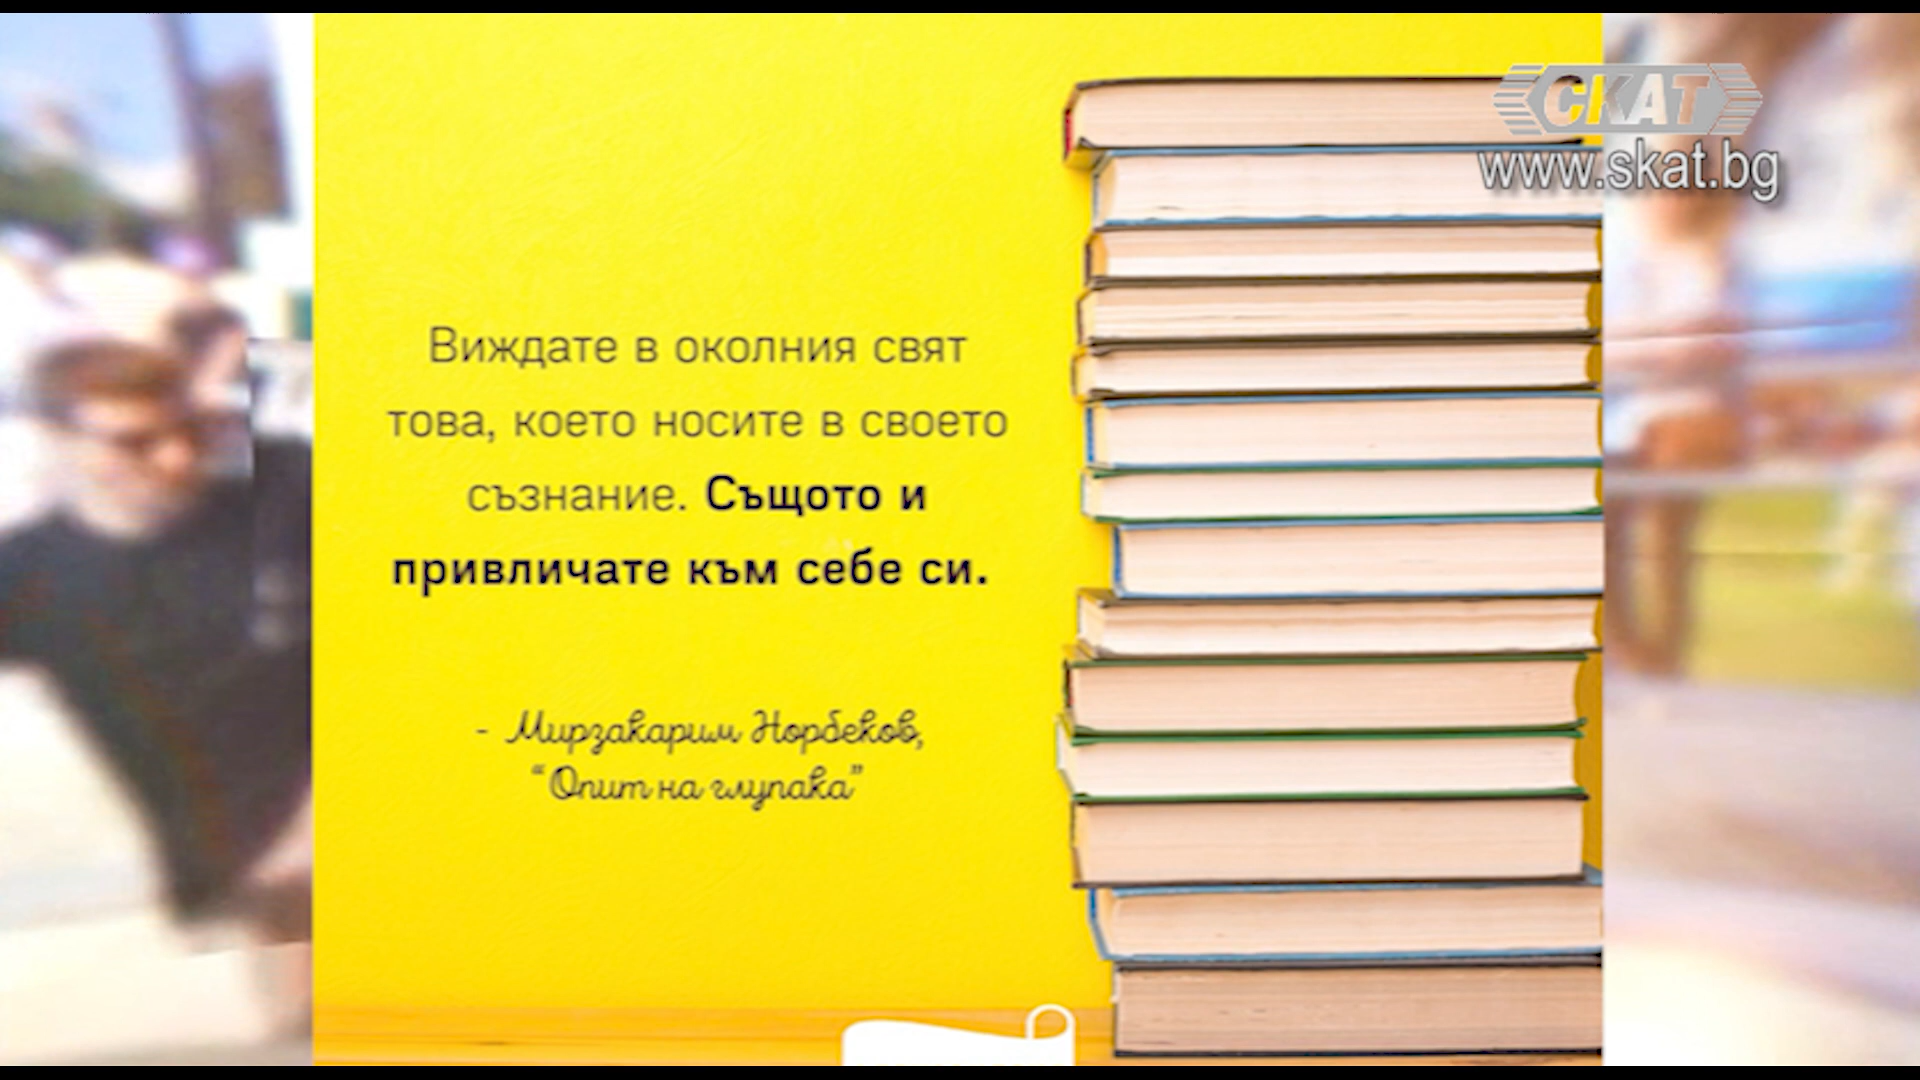 СКАТ
www.skat.bg
Виждате в околния свят
това, което носите в своето
съзнание. Същото и
привличате към себе си.
- Мирзакарим Норбеков,
“Опит на глупака”